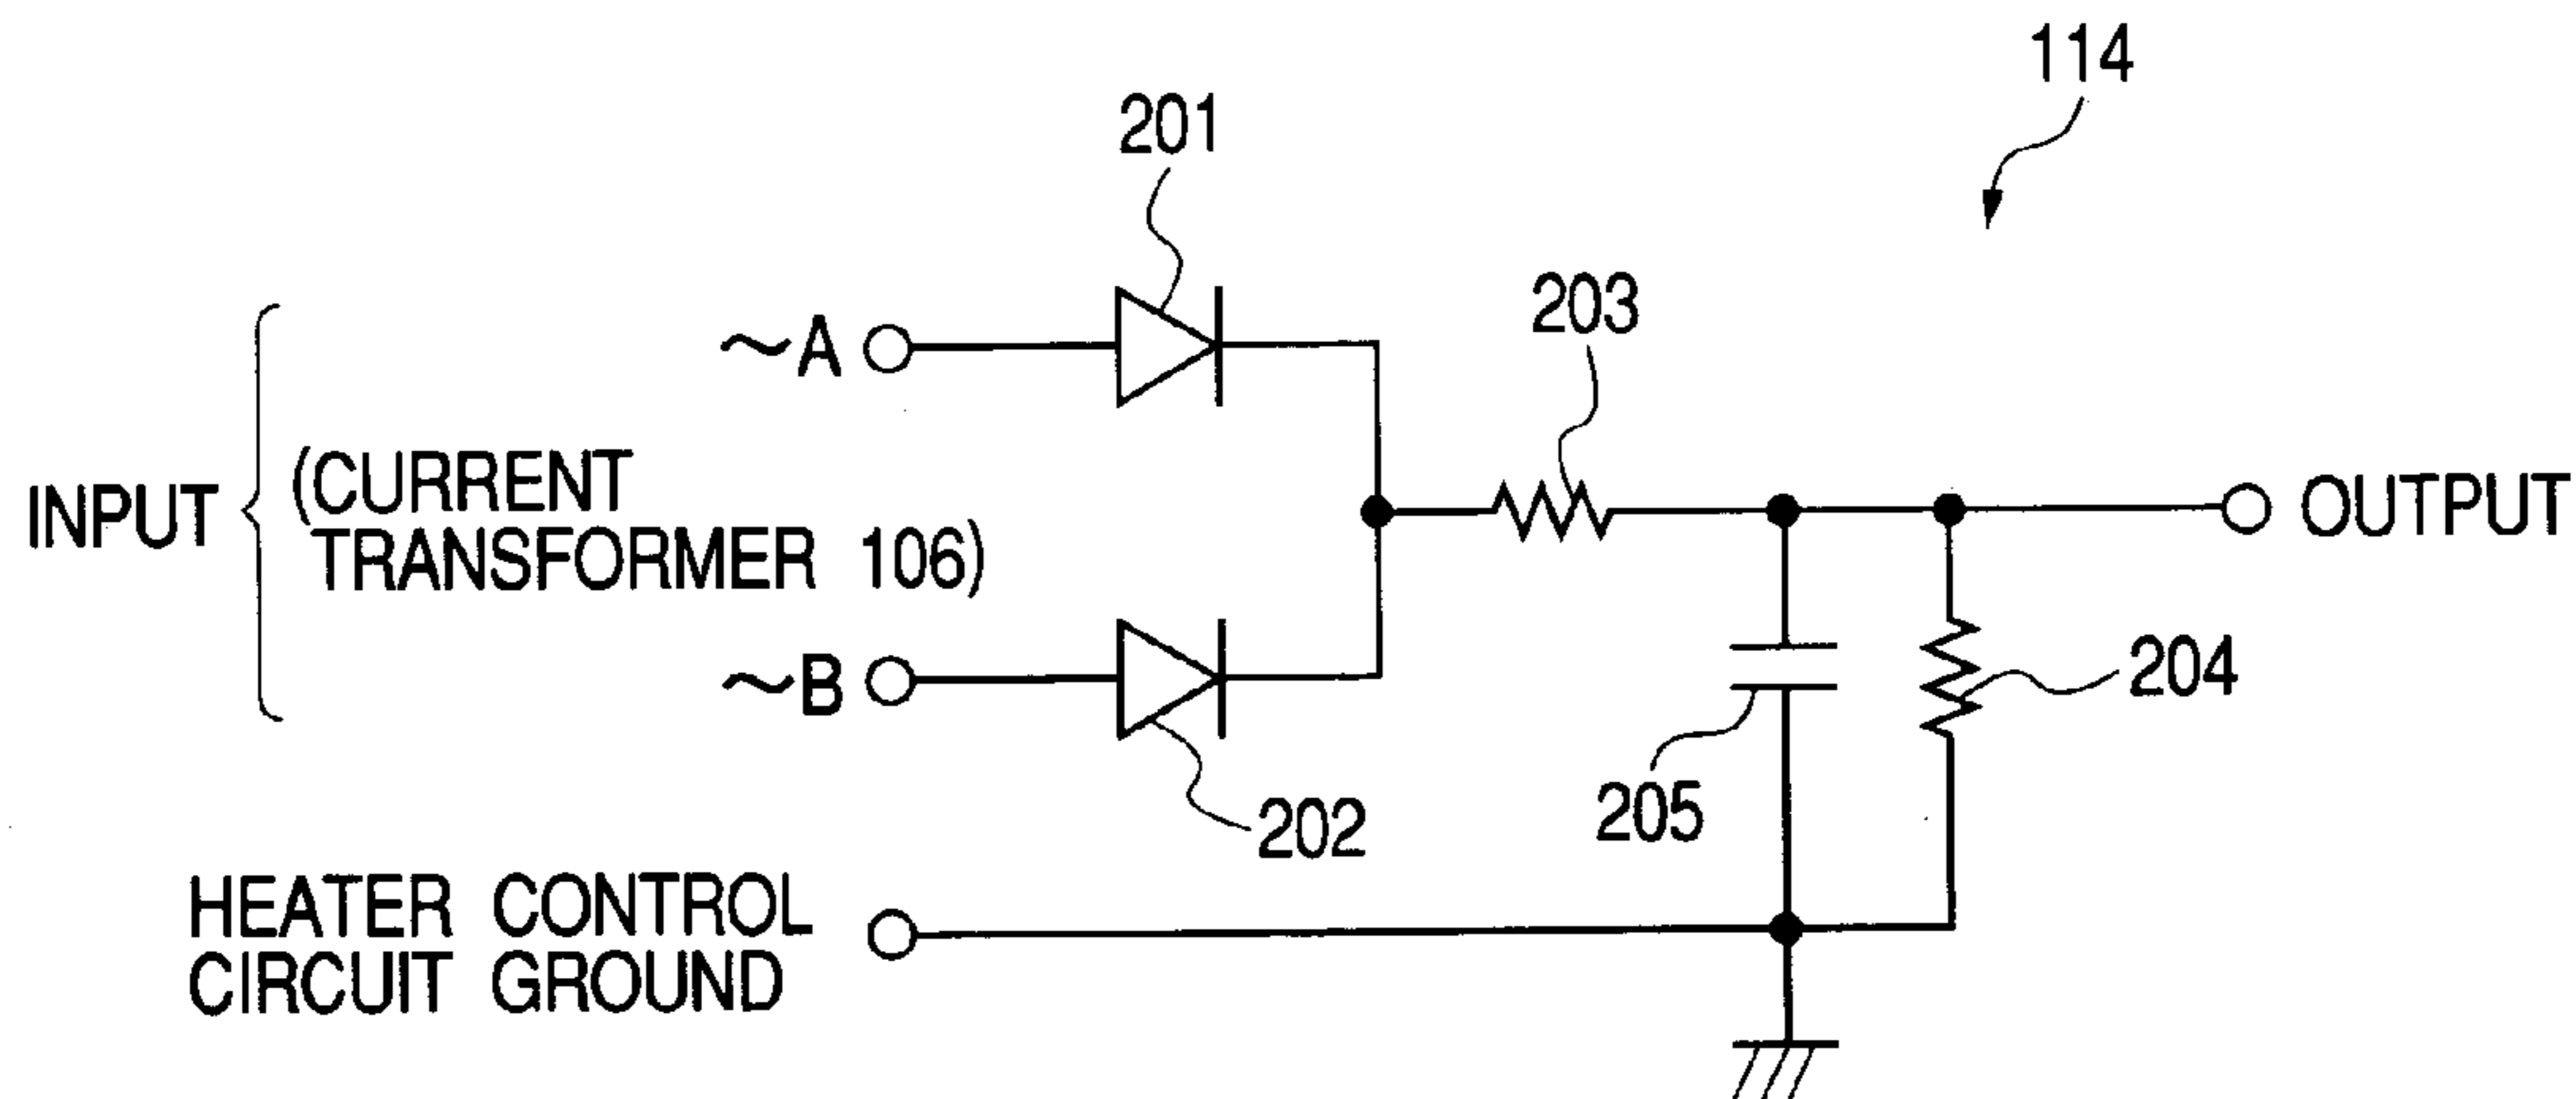 114
201
203
~A
INPUT
(CURRENT
TRANSFORMER 106)
OUTPUT
~B
204
205
202
HEATER CONTROL
CIRCUIT GROUND